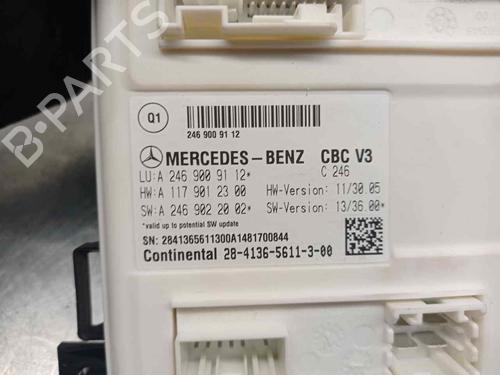 Q1
246 900 91 12
MERCEDES-BENZ CBC V3
LU: A 246 900 91 12* C 246
HW: A 117 901 23 00 HW-Version: 11/30.05
SW: A 246 902 20 02* SW-Version: 13/36.00*
*valid up to potential SW update
SN: 2841365611300A1481700844
Continental 28-4136-5611-3-00
B-PARTS